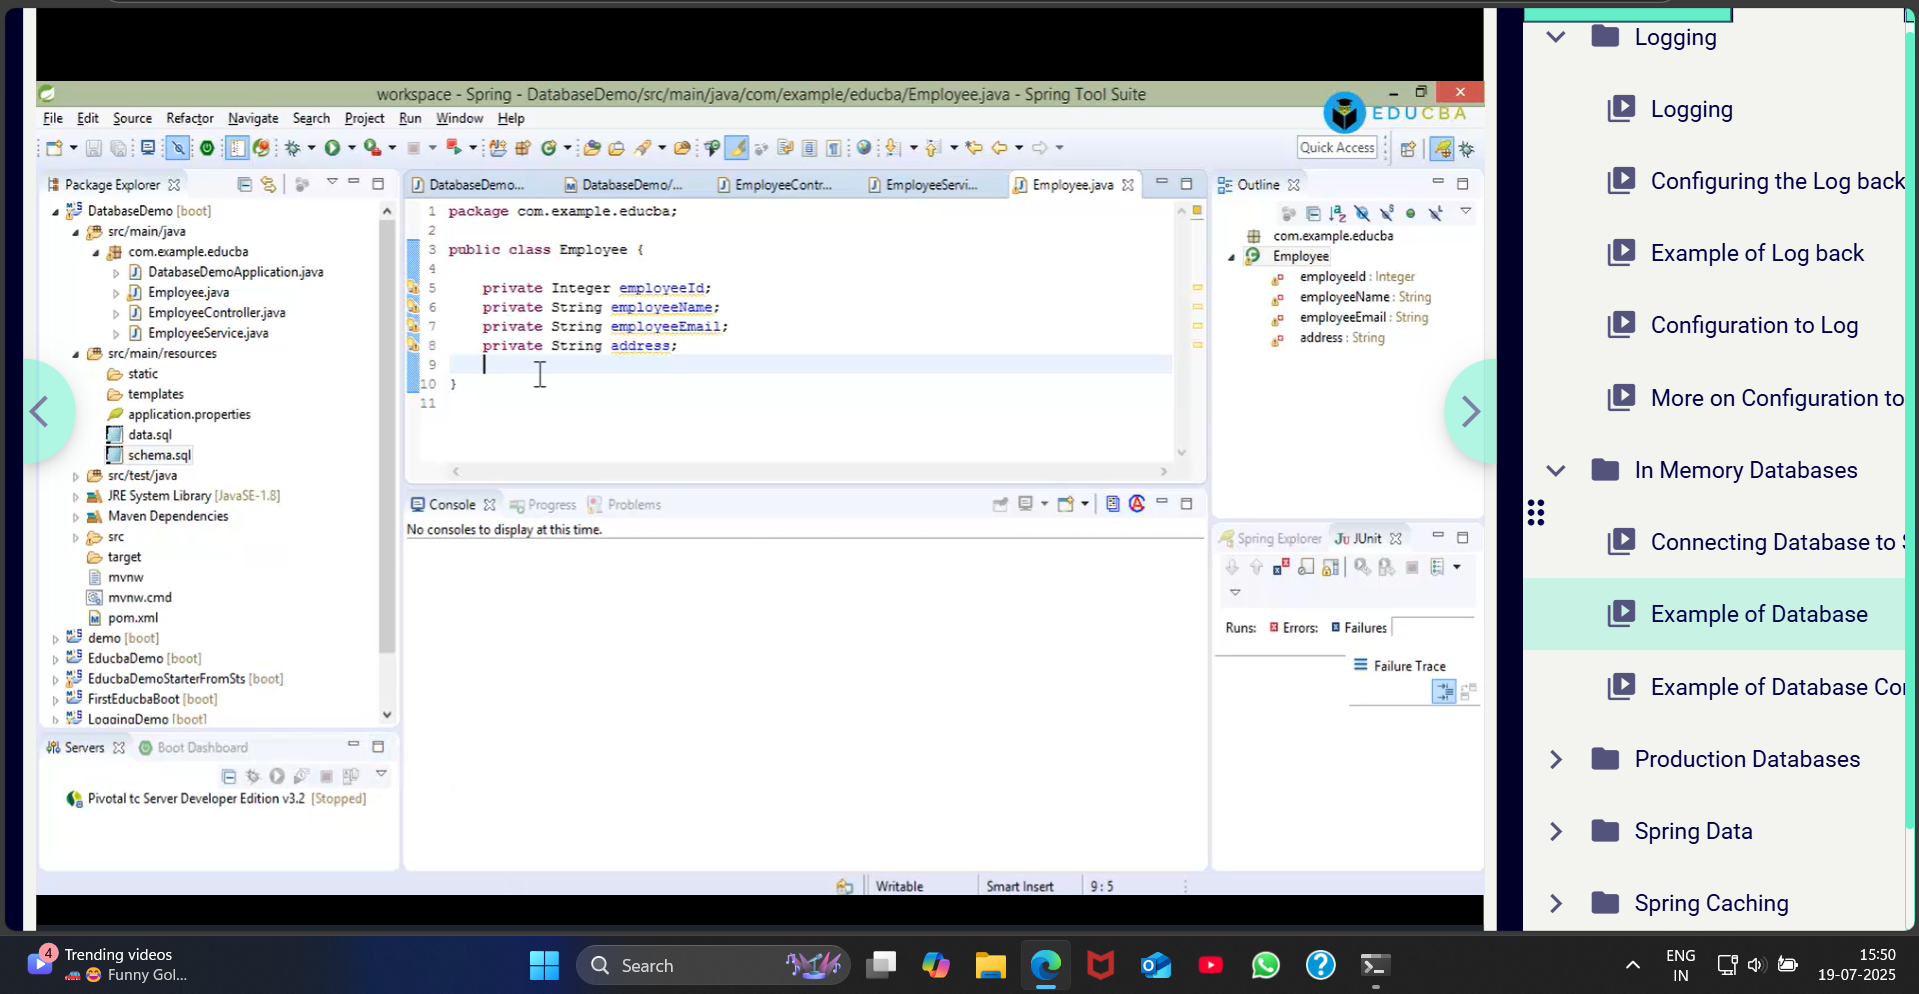 workspace - Spring - DatabaseDemo/src/main/java/com/example/educba/Employee.java - Spring Tool Suite
EDUCBA
File Edit Source Refactor Navigate Search Project Run Window Help
Quick Access
Package Explorer
DatabaseDemo [boot]
src/main/java
com.example.educba
DatabaseDemoApplication.java
Employee.java
EmployeeController.java
EmployeeService.java
src/main/resources
static
templates
application.properties
data.sql
schema.sql
src/test/java
JRE System Library [JavaSE-1.8]
Maven Dependencies
src
target
mvnw
mvnw.cmd
pom.xml
demo [boot]
EducbaDemo [boot]
EducbaDemoStarterFromSts [boot]
FirstEducbaBoot [boot]
LoggingDemo [boot]
Servers Boot Dashboard
Pivotal tc Server Developer Edition v3.2 [Stopped]
DatabaseDemo... DatabaseDemo/... EmployeeContr... EmployeeServi... Employee.java
1 package com.example.educba;
2
3 public class Employee {
4
5 private Integer employeeId;
6 private String employeeName;
7 private String employeeEmail;
8 private String address;
9
10 }
11
Console Progress Problems
No consoles to display at this time.
Writable Smart Insert 9 : 5
Outline
com.example.educba
Employee
employeeId : Integer
employeeName : String
employeeEmail : String
address : String
Spring Explorer JUnit
Runs: Errors: Failures
Failure Trace
Logging
Logging
Configuring the Log back
Example of Log back
Configuration to Log
More on Configuration to
In Memory Databases
Connecting Database to
Example of Database
Example of Database
Production Databases
Spring Data
Spring Caching
4
Trending videos
Funny Gol...
Search
ENG
IN
15:50
19-07-2025